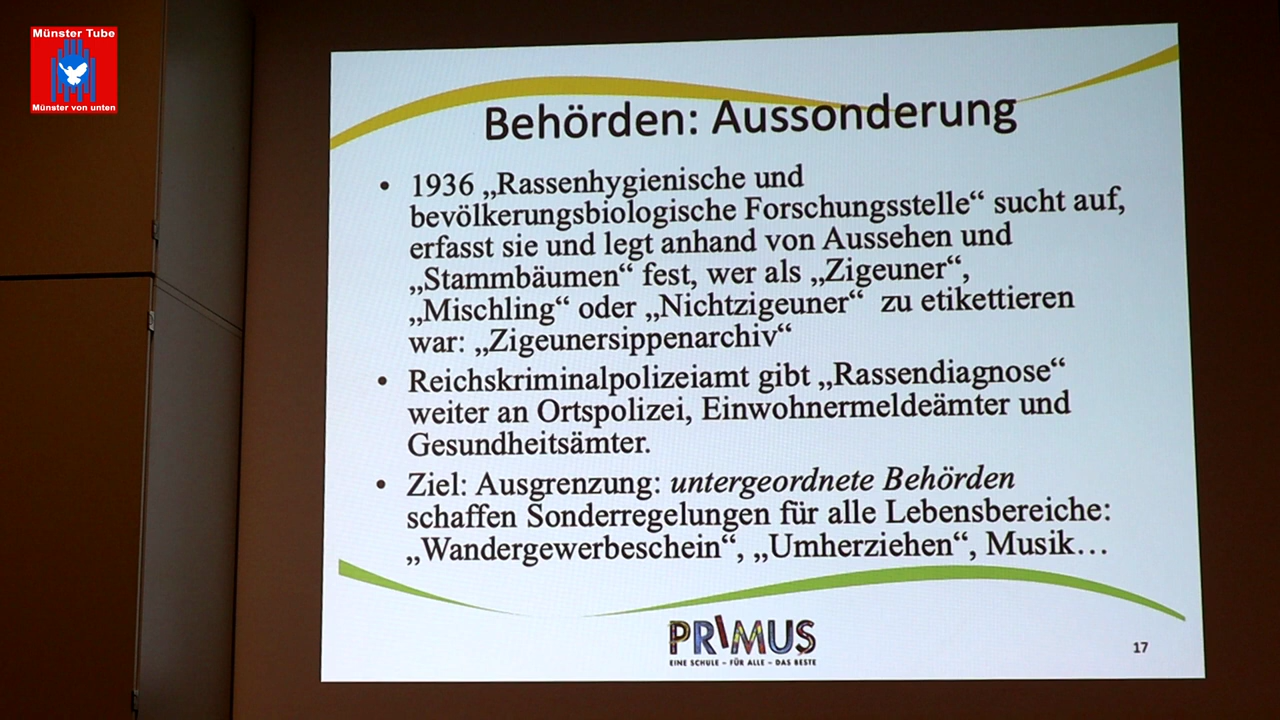 Münster Tube
Münster von unten
Behörden: Aussonderung
• 1936 „Rassenhygienische und
bevölkerungsbiologische Forschungsstelle“ sucht auf,
erfasst sie und legt anhand von Aussehen und
„Stammbäumen“ fest, wer als „Zigeuner“,
„Mischling“ oder „Nichtzigeuner“ zu etikettieren
war: „Zigeunersippenarchiv“
• Reichskriminalpolizeiamt gibt „Rassendiagnose“
weiter an Ortspolizei, Einwohnermeldeämter und
Gesundheitsämter.
• Ziel: Ausgrenzung: untergeordnete Behörden
schaffen Sonderregelungen für alle Lebensbereiche:
„Wandergewerbeschein“, „Umherziehen“, Musik…
PRIMUS
EINE SCHULE – FÜR ALLE – DAS BESTE
17